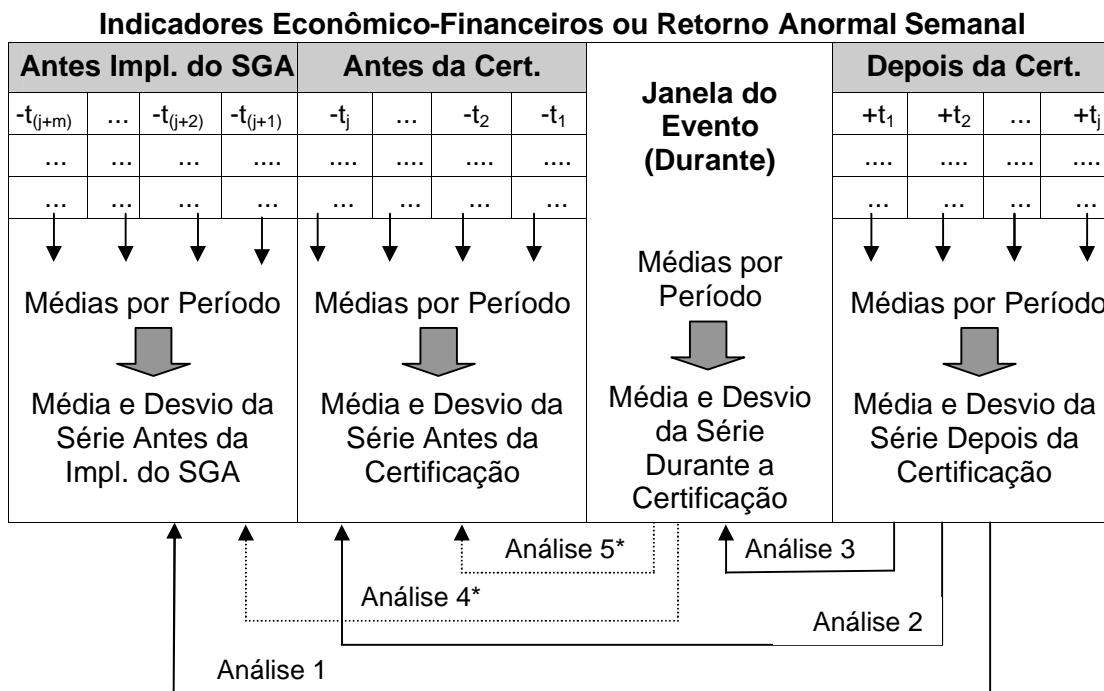 Indicadores Econômico-Financeiros ou Retorno Anormal Semanal
Antes Impl. do SGA
Antes da Cert.
Janela do
Evento
(Durante)
Depois da Cert.
-t(j+m) ... -t(j+2) -t(j+1) -tj ... -t2 -t1 +t1 +t2 ... +tj
... ... ... .... .... .... .... .... .... .... ... ....
... ... ... ... ... ... ... ... ... ... ... ...
Médias por Período
Médias por Período
Médias por
Período
Médias por Período
Média e Desvio da
Série Antes da
Impl. do SGA
Média e Desvio da
Série Antes da
Certificação
Média e Desvio
da Série
Durante a
Certificação
Média e Desvio da
Série Depois da
Certificação
Análise 5*
Análise 3
Análise 4*
Análise 2
Análise 1